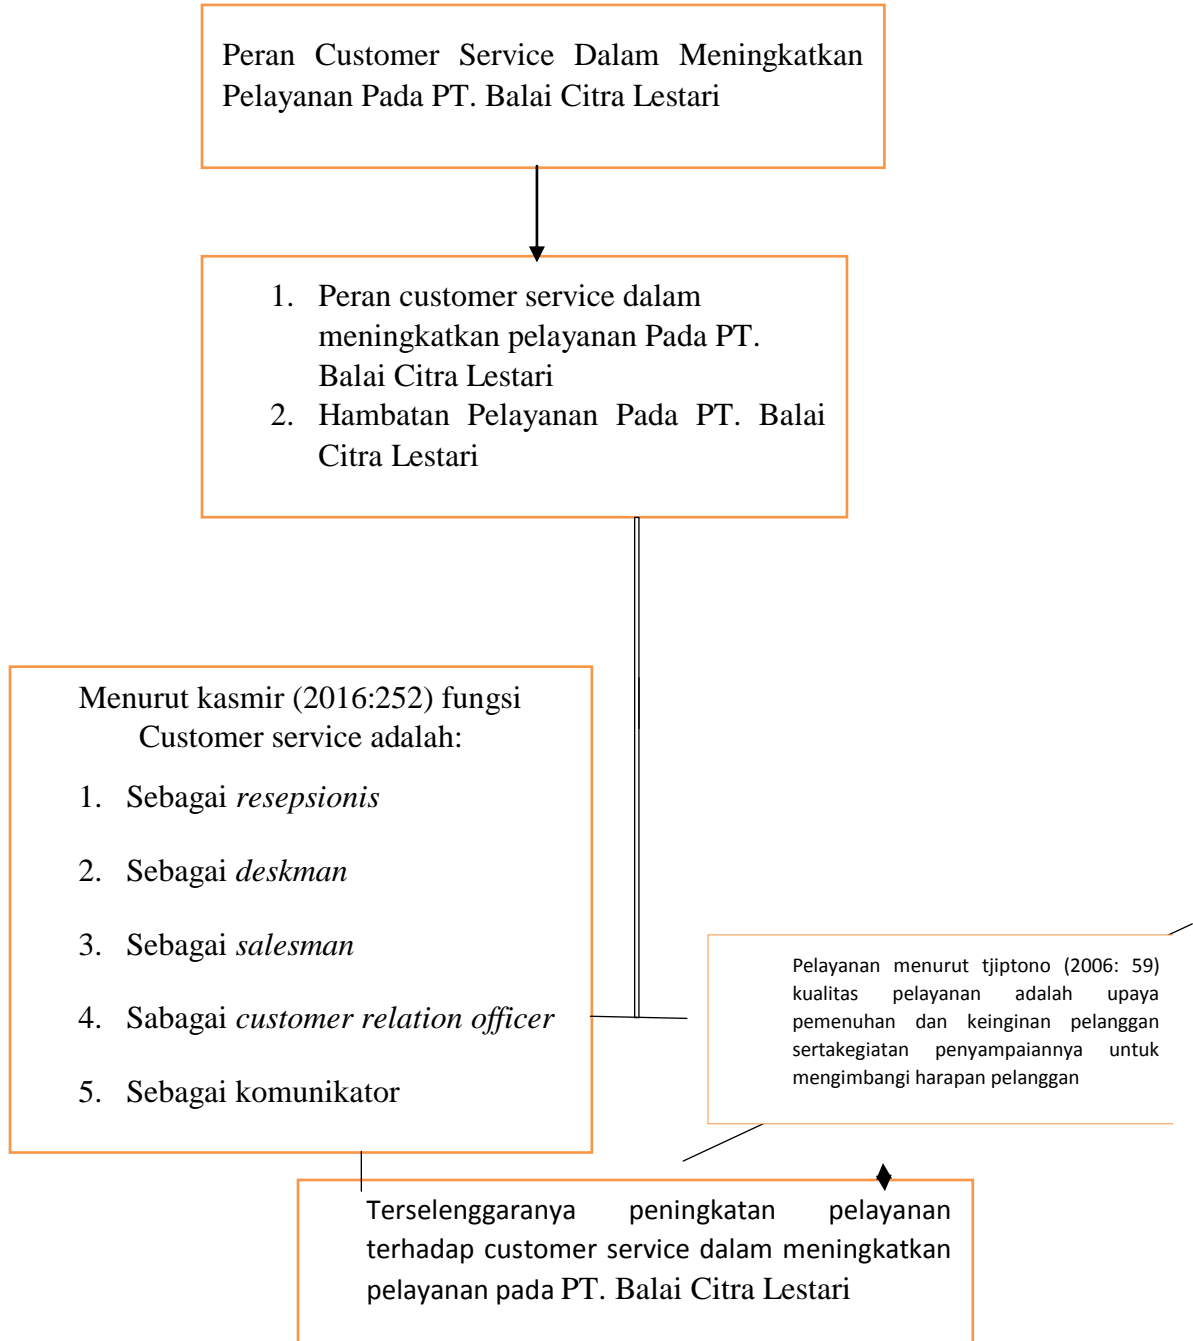 Peran Customer Service Dalam Meningkatkan
Pelayanan Pada PT. Balai Citra Lestari
1. Peran customer service dalam
meningkatkan pelayanan Pada PT.
Balai Citra Lestari
2. Hambatan Pelayanan Pada PT. Balai
Citra Lestari
Menurut kasmir (2016:252) fungsi
Customer service adalah:
1. Sebagai resepsionis
2. Sebagai deskman
3. Sebagai salesman
4. Sabagai customer relation officer
5. Sebagai komunikator
Pelayanan menurut tjiptono (2006: 59)
kualitas pelayanan adalah upaya
pemenuhan dan keinginan pelanggan
sertakegiatan penyampaiannya untuk
mengimbangi harapan pelanggan
Terselenggaranya peningkatan pelayanan
terhadap customer service dalam meningkatkan
pelayanan pada PT. Balai Citra Lestari